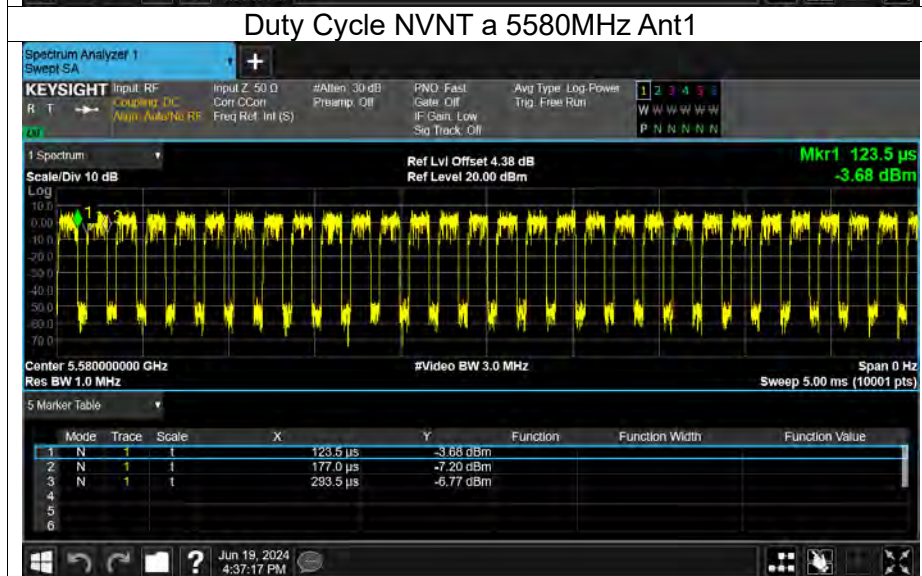 Duty Cycle NVNT a 5580MHz Ant1
Spectrum Analyzer 1
Swept SA
+
KEYSIGHT Input: RF Input Z: 50 Ω #Atten: 30 dB PNO: Fast Avg Type: Log-Power 1 2 3 4 5 6
R T Coupling: DC Corr CCorr Preamp: Off Gate: Off Trig: Free Run W W W W W W
Align: Auto/No RF Freq Ref: Int (S) IF Gain: Low
LXI Sig Track: Off P N N N N N
1 Spectrum Ref Lvl Offset 4.38 dB Mkr1 123.5 µs
Scale/Div 10 dB Ref Level 20.00 dBm -3.68 dBm
Log
10.0
0.00
-10.0
-20.0
-30.0
-40.0
-50.0
-60.0
-70.0
1
3
Center 5.580000000 GHz #Video BW 3.0 MHz Span 0 Hz
Res BW 1.0 MHz Sweep 5.00 ms (10001 pts)
5 Marker Table
Mode Trace Scale X Y Function Function Width Function Value
1 N 1 t 123.5 µs -3.68 dBm
2 N 1 t 177.0 µs -7.20 dBm
3 N 1 t 293.5 µs -6.77 dBm
4
5
6
? Jun 19, 2024
4:37:17 PM